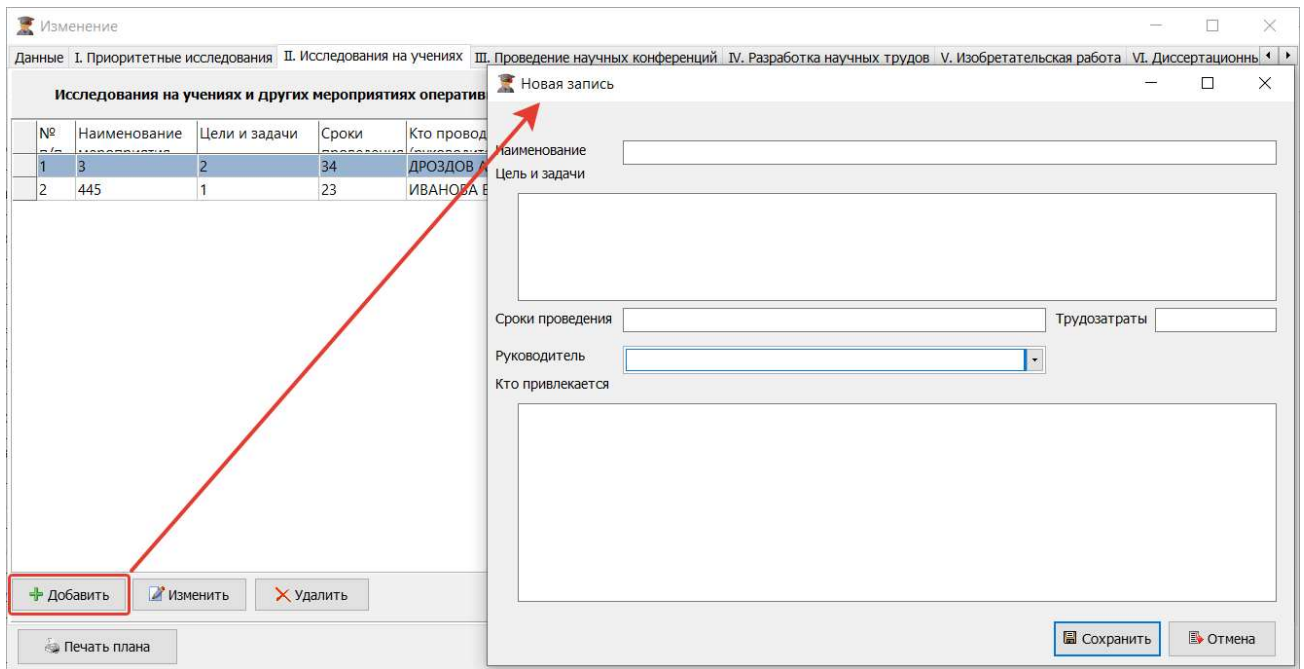 Изменение
Данные I. Приоритетные исследования II. Исследования на учениях III. Проведение научных конференций IV. Разработка научных трудов V. Изобретательская работа VI. Диссертационнь
Новая запись
Исследования на учениях и других мероприятиях оператив
№ п/п Наименование мероприятия Цели и задачи Сроки проведения Кто провод
1 3 2 34 ДРОЗДОВ
2 445 1 23 ИВАНОВА
Наименование
Цель и задачи
Сроки проведения Трудозатраты
Руководитель
Кто привлекается
Добавить Изменить Удалить
Печать плана
Сохранить Отмена